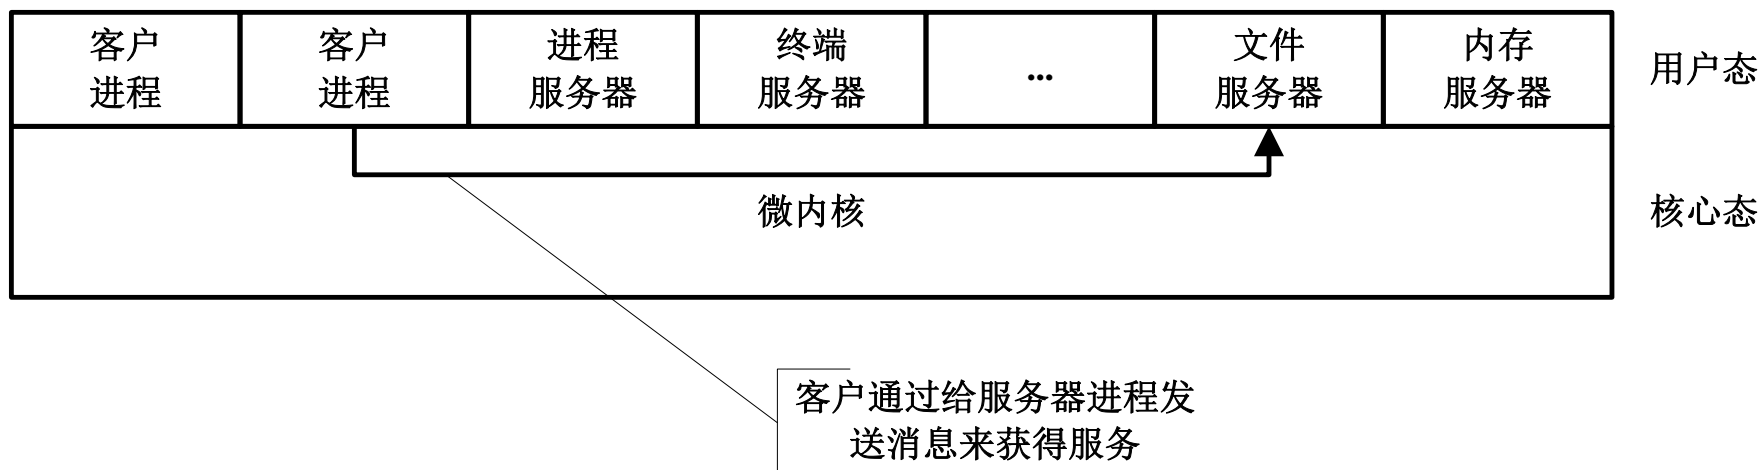 客户
进程
客户
进程
进程
服务器
终端
服务器
...
文件
服务器
内存
服务器
用户态
微内核
核心态
客户通过给服务器进程发
送消息来获得服务